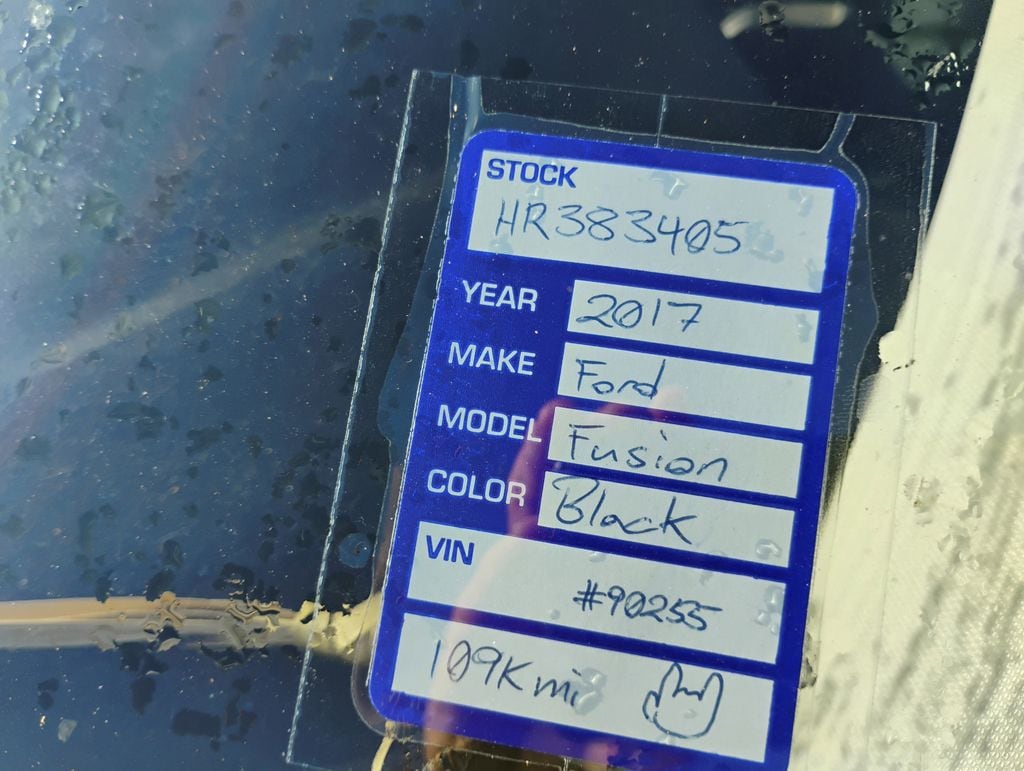 STOCK
HR383405
YEAR 2017
MAKE Ford
MODEL Fusion
COLOR Black
VIN
#90255
109K mi